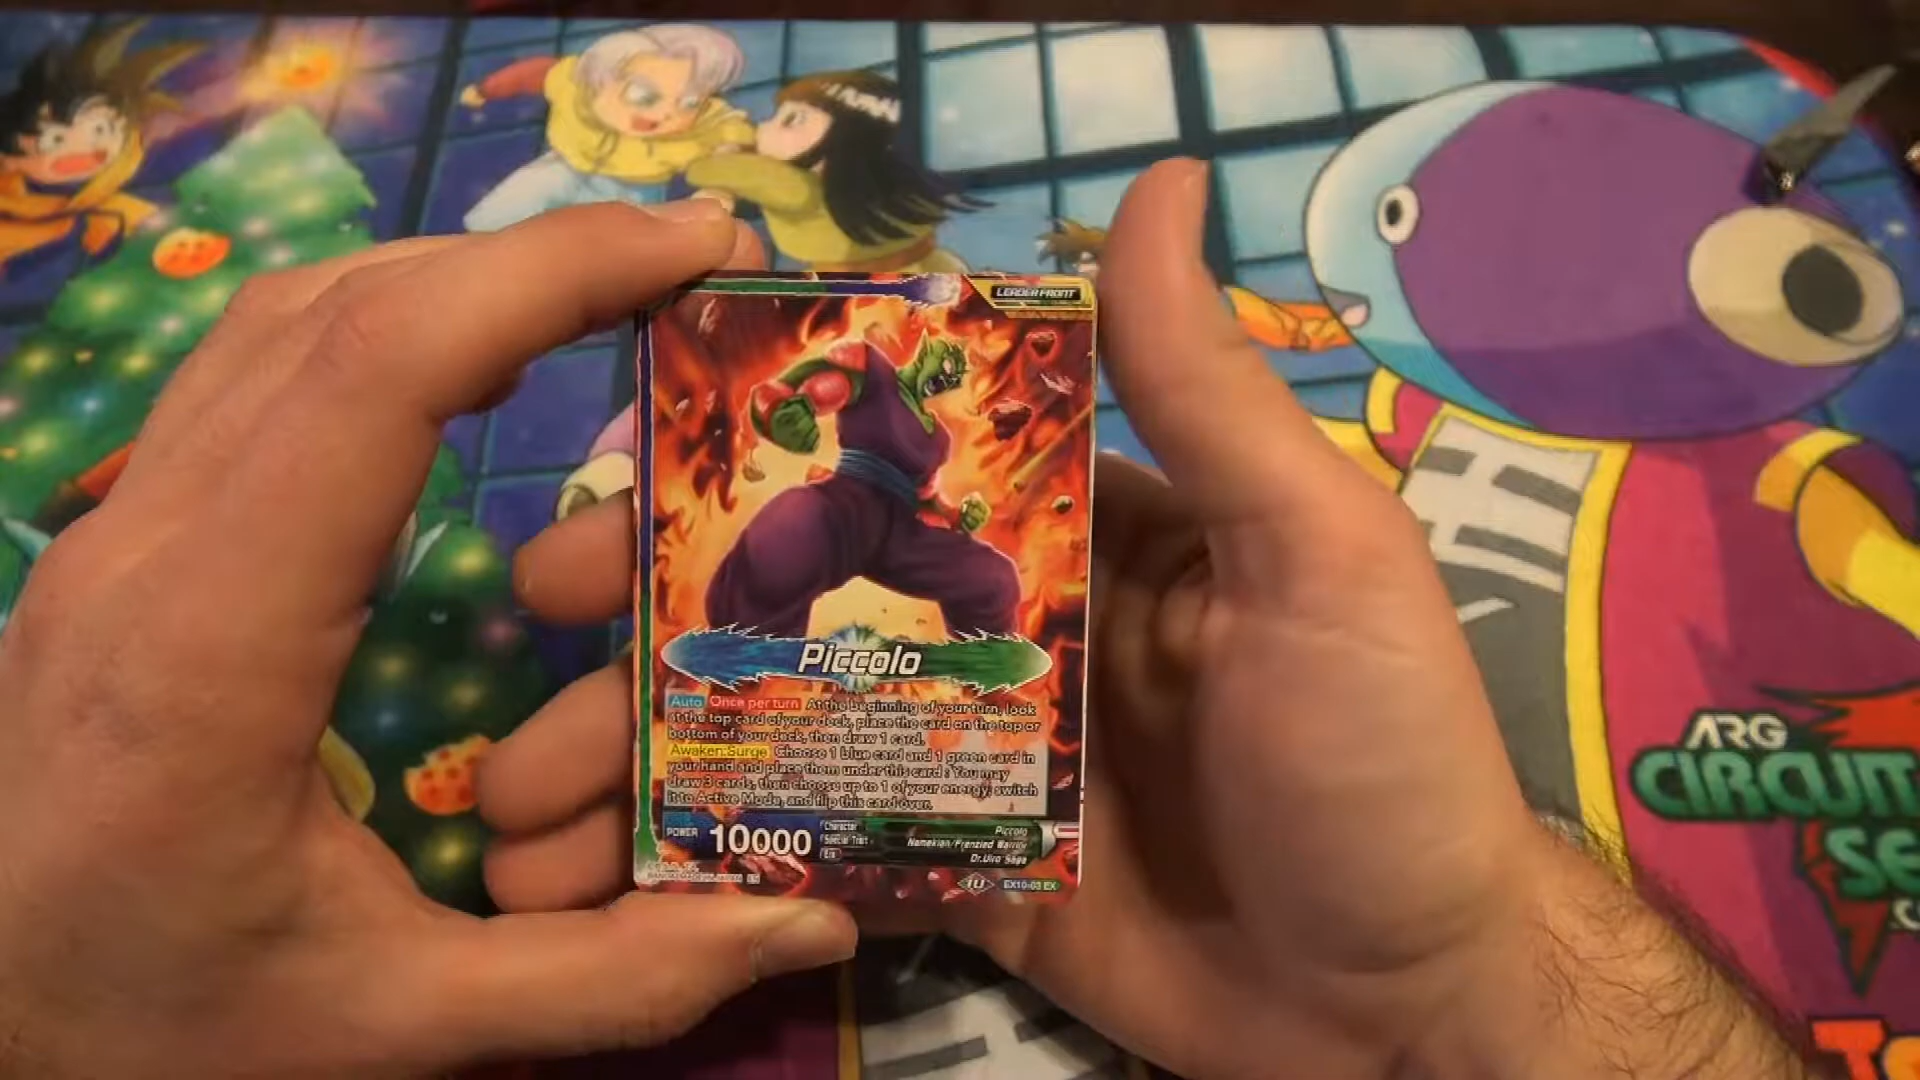 LEADER FRONT
Piccolo
Auto Once per turn At the beginning of your turn, look
at the top card of your deck, place the card on the top or
bottom of your deck, then draw 1 card.
Awaken:Surge Choose 1 blue card and 1 green card in
your hand and place them under this card : You may
draw 3 cards, then choose up to 1 of your energy, switch
it to Active Mode, and flip this card over.
POWER 10000
Character Piccolo
Special Trait Namekian/Frenzied Warrior
Era Dr.Uiro Saga
EX10-03 EX
ARG
CIRCUIT
SE